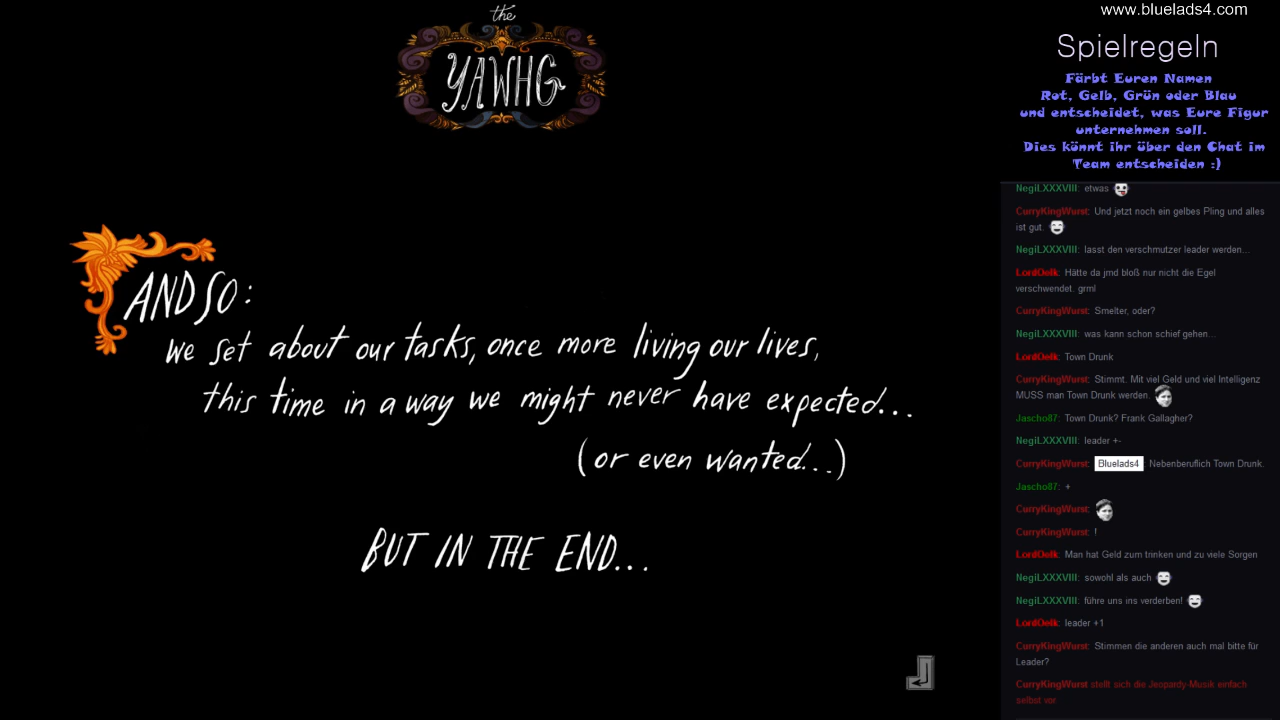 the
YAWHG
AND SO:
we set about our tasks, once more living our lives,
this time in a way we might never have expected...
(or even wanted...)
BUT IN THE END...
www.bluelads4.com
Spielregeln
Färbt Euren Namen
Rot, Gelb, Grün oder Blau
und entscheidet, was Eure Figur
unternehmen soll.
Dies könnt ihr über den Chat im
Team entscheiden :)
NegiLXXXVIII: etwas
CurryKingWurst: Und jetzt noch ein gelbes Pling und alles
ist gut.
NegiLXXXVIII: lasst den verschmutzer leader werden...
LordOelk: Hätte da jmd bloß nur nicht die Egel
verschwendet. grml
CurryKingWurst: Smelter, oder?
NegiLXXXVIII: was kann schon schief gehen...
LordOelk: Town Drunk
CurryKingWurst: Stimmt. Mit viel Geld und viel Intelligenz
MUSS man Town Drunk werden.
Jascholl7: Town Drunk? Frank Gallagher?
NegiLXXXVIII: leader +-
CurryKingWurst: Bluelads4 Nebenberuflich Town Drunk.
Jascholl7: +
CurryKingWurst:
CurryKingWurst: !
LordOelk: Man hat Geld zum trinken und zu viele Sorgen
NegiLXXXVIII: sowohl als auch
NegiLXXXVIII: führe uns ins verderben!
LordOelk: leader +1
CurryKingWurst: Stimmen die anderen auch mal bitte für
Leader?
CurryKingWurst stellt sich die Jeopardy-Musik einfach
selbst vor.